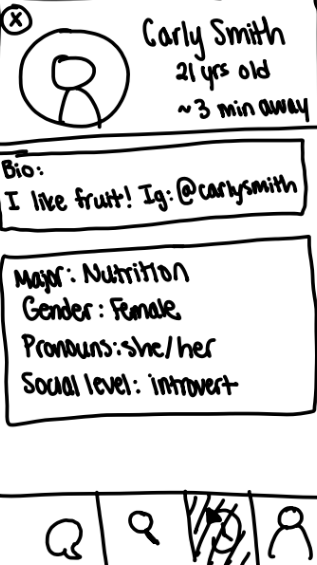 X
Carly Smith
21 yrs old
~3 min away
Bio:
I like fruit! Ig: @carlysmith
Major: Nutrition
Gender: Female
Pronouns: she/her
Social level: introvert